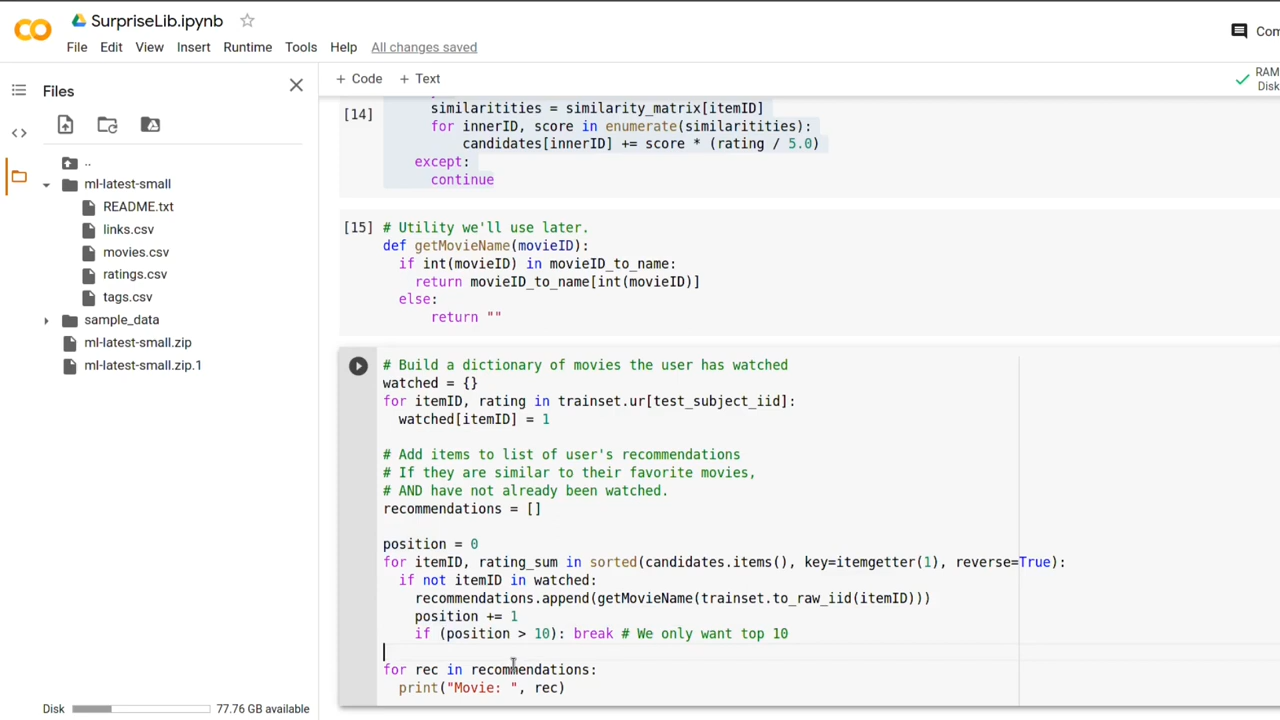 SurpriseLib.ipynb
File Edit View Insert Runtime Tools Help All changes saved
Com
Files
+ Code + Text
RAM
Disk
..
ml-latest-small
README.txt
links.csv
movies.csv
ratings.csv
tags.csv
sample_data
ml-latest-small.zip
ml-latest-small.zip.1
Disk 77.76 GB available
[14]
similaritities = similarity_matrix[itemID]
for innerID, score in enumerate(similaritities):
candidates[innerID] += score * (rating / 5.0)
except:
continue
[15] # Utility we'll use later.
def getMovieName(movieID):
if int(movieID) in movieID_to_name:
return movieID_to_name[int(movieID)]
else:
return ""
# Build a dictionary of movies the user has watched
watched = {}
for itemID, rating in trainset.ur[test_subject_iid]:
watched[itemID] = 1
# Add items to list of user's recommendations
# If they are similar to their favorite movies,
# AND have not already been watched.
recommendations = []
position = 0
for itemID, rating_sum in sorted(candidates.items(), key=itemgetter(1), reverse=True):
if not itemID in watched:
recommendations.append(getMovieName(trainset.to_raw_iid(itemID)))
position += 1
if (position > 10): break # We only want top 10
for rec in recommendations:
print("Movie: ", rec)